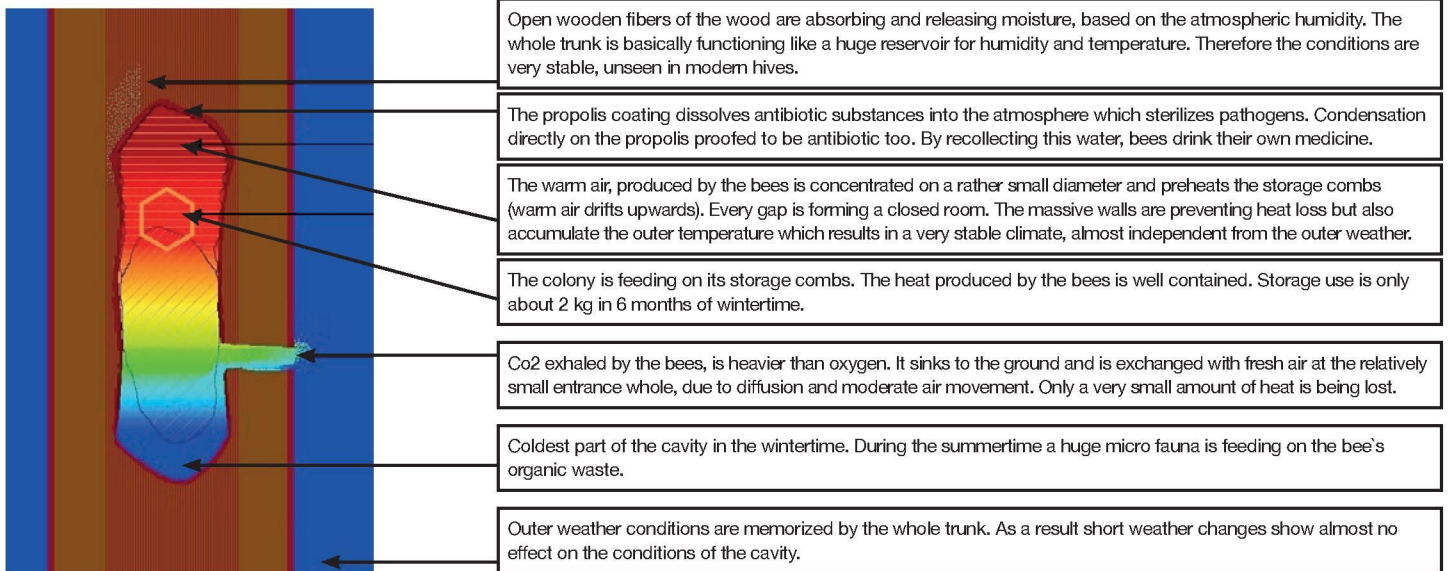 Open wooden fibers of the wood are absorbing and releasing moisture, based on the atmospheric humidity. The
whole trunk is basically functioning like a huge reservoir for humidity and temperature. Therefore the conditions are
very stable, unseen in modern hives.
The propolis coating dissolves antibiotic substances into the atmosphere which sterilizes pathogens. Condensation
directly on the propolis proofed to be antibiotic too. By recollecting this water, bees drink their own medicine.
The warm air, produced by the bees is concentrated on a rather small diameter and preheats the storage combs
(warm air drifts upwards). Every gap is forming a closed room. The massive walls are preventing heat loss but also
accumulate the outer temperature which results in a very stable climate, almost independent from the outer weather.
The colony is feeding on its storage combs. The heat produced by the bees is well contained. Storage use is only
about 2 kg in 6 months of wintertime.
Co2 exhaled by the bees, is heavier than oxygen. It sinks to the ground and is exchanged with fresh air at the relatively
small entrance whole, due to diffusion and moderate air movement. Only a very small amount of heat is being lost.
Coldest part of the cavity in the wintertime. During the summertime a huge micro fauna is feeding on the bee`s
organic waste.
Outer weather conditions are memorized by the whole trunk. As a result short weather changes show almost no
effect on the conditions of the cavity.